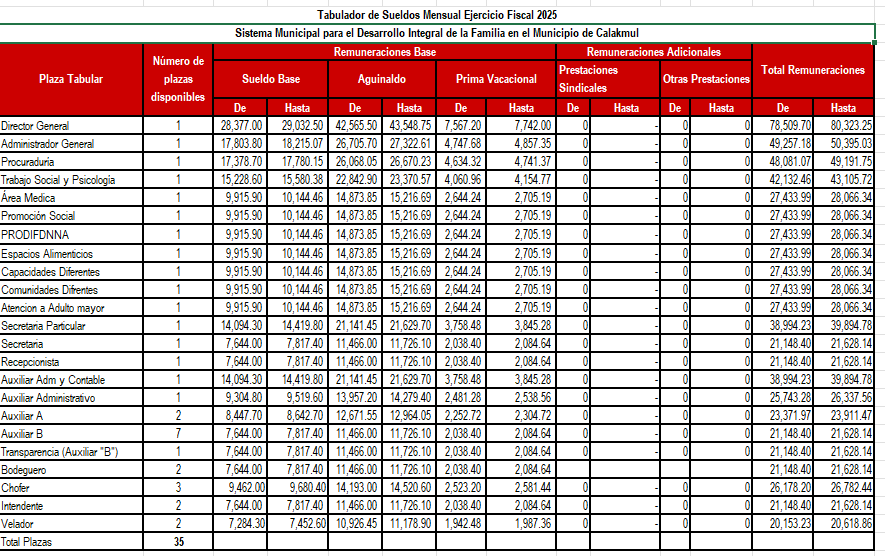 Tabulador de Sueldos Mensual Ejercicio Fiscal 2025
Sistema Municipal para el Desarrollo Integral de la Familia en el Municipio de Calakmul
Plaza Tabular Número de plazas disponibles Remuneraciones Base Remuneraciones Adicionales Total Remuneraciones
Sueldo Base Aguinaldo Prima Vacacional Prestaciones Sindicales Otras Prestaciones
De Hasta De Hasta De Hasta De Hasta De Hasta De Hasta
Director General 1 28,377.00 29,032.50 42,565.50 43,548.75 7,567.20 7,742.00 0 - 0 0 78,509.70 80,323.25
Administrador General 1 17,803.80 18,215.07 26,705.70 27,322.61 4,747.68 4,857.35 0 - 0 0 49,257.18 50,395.03
Procuraduría 1 17,378.70 17,780.15 26,068.05 26,670.23 4,634.32 4,741.37 0 - 0 0 48,081.07 49,191.75
Trabajo Social y Psicología 1 15,228.60 15,580.38 22,842.90 23,370.57 4,060.96 4,154.77 0 - 0 0 42,132.46 43,105.72
Área Medica 1 9,915.90 10,144.46 14,873.85 15,216.69 2,644.24 2,705.19 0 - 0 0 27,433.99 28,066.34
Promoción Social 1 9,915.90 10,144.46 14,873.85 15,216.69 2,644.24 2,705.19 0 - 0 0 27,433.99 28,066.34
PRODIFDNNA 1 9,915.90 10,144.46 14,873.85 15,216.69 2,644.24 2,705.19 0 - 0 0 27,433.99 28,066.34
Espacios Alimenticios 1 9,915.90 10,144.46 14,873.85 15,216.69 2,644.24 2,705.19 0 - 0 0 27,433.99 28,066.34
Capacidades Diferentes 1 9,915.90 10,144.46 14,873.85 15,216.69 2,644.24 2,705.19 0 - 0 0 27,433.99 28,066.34
Comunidades Difrentes 1 9,915.90 10,144.46 14,873.85 15,216.69 2,644.24 2,705.19 0 - 0 0 27,433.99 28,066.34
Atencion a Adulto mayor 1 9,915.90 10,144.46 14,873.85 15,216.69 2,644.24 2,705.19 0 - 0 0 27,433.99 28,066.34
Secretaria Particular 1 14,094.30 14,419.80 21,141.45 21,629.70 3,758.48 3,845.28 0 - 0 0 38,994.23 39,894.78
Secretaria 1 7,644.00 7,817.40 11,466.00 11,726.10 2,038.40 2,084.64 0 - 0 0 21,148.40 21,628.14
Recepcionista 1 7,644.00 7,817.40 11,466.00 11,726.10 2,038.40 2,084.64 0 - 0 0 21,148.40 21,628.14
Auxiliar Adm y Contable 1 14,094.30 14,419.80 21,141.45 21,629.70 3,758.48 3,845.28 0 - 0 0 38,994.23 39,894.78
Auxiliar Administrativo 1 9,304.80 9,519.60 13,957.20 14,279.40 2,481.28 2,538.56 0 - 0 0 25,743.28 26,337.56
Auxiliar A 2 8,447.70 8,642.70 12,671.55 12,964.05 2,252.72 2,304.72 0 - 0 0 23,371.97 23,911.47
Auxiliar B 7 7,644.00 7,817.40 11,466.00 11,726.10 2,038.40 2,084.64 0 - 0 0 21,148.40 21,628.14
Transparencia (Auxiliar "B") 1 7,644.00 7,817.40 11,466.00 11,726.10 2,038.40 2,084.64 0 - 0 0 21,148.40 21,628.14
Bodeguero 2 7,644.00 7,817.40 11,466.00 11,726.10 2,038.40 2,084.64 21,148.40 21,628.14
Chofer 3 9,462.00 9,680.40 14,193.00 14,520.60 2,523.20 2,581.44 0 - 0 0 26,178.20 26,782.44
Intendente 2 7,644.00 7,817.40 11,466.00 11,726.10 2,038.40 2,084.64 0 - 0 0 21,148.40 21,628.14
Velador 2 7,284.30 7,452.60 10,926.45 11,178.90 1,942.48 1,987.36 0 - 0 0 20,153.23 20,618.86
Total Plazas 35